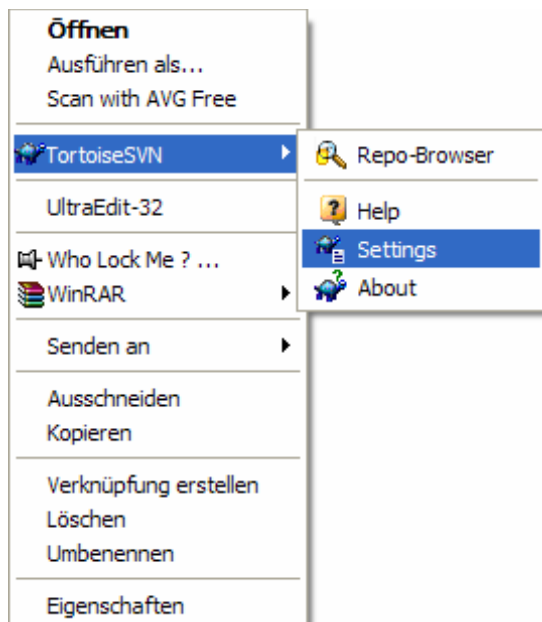 Öffnen
Ausführen als...
Scan with AVG Free
TortoiseSVN
Repo-Browser
Help
Settings
About
UltraEdit-32
Who Lock Me ? ...
WinRAR
Senden an
Ausschneiden
Kopieren
Verknüpfung erstellen
Löschen
Umbenennen
Eigenschaften